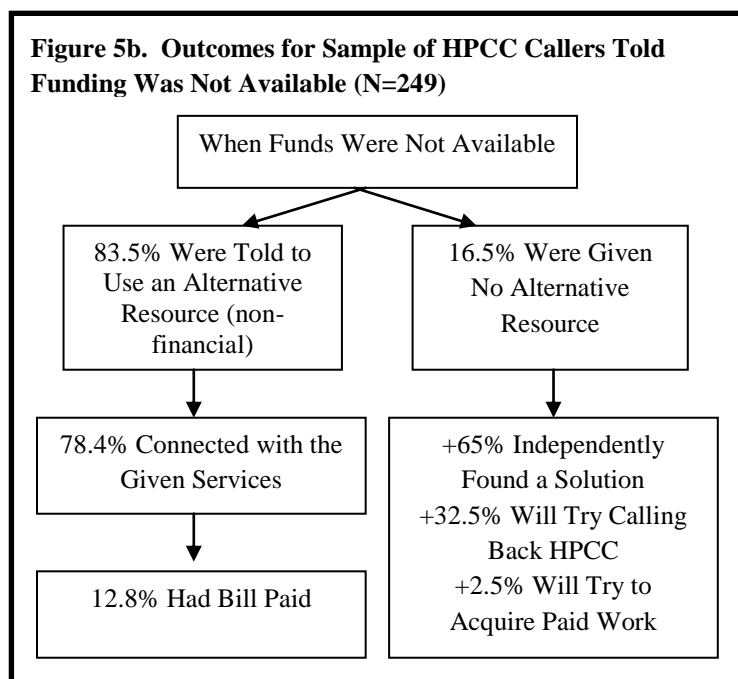 Figure 5b. Outcomes for Sample of HPCC Callers Told
Funding Was Not Available (N=249)
When Funds Were Not Available
83.5% Were Told to
Use an Alternative
Resource (non-
financial)
16.5% Were Given
No Alternative
Resource
78.4% Connected with the
Given Services
+65% Independently
Found a Solution
+32.5% Will Try Calling
Back HPCC
+2.5% Will Try to
Acquire Paid Work
12.8% Had Bill Paid